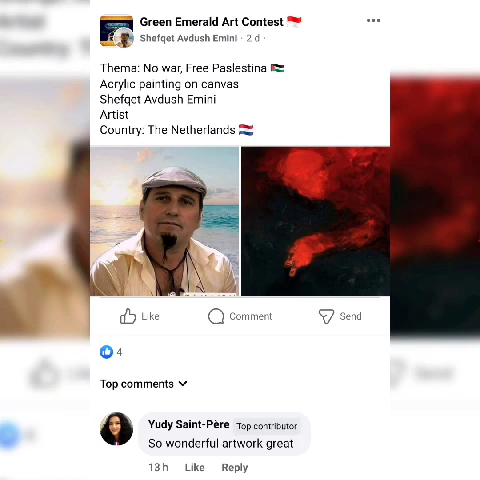 Green Emerald Art Contest 🇮🇩
Shefqet Avdush Emini · 2 d ·
Thema: No war, Free Paslestina 🇵🇸
Acrylic painting on canvas
Shefqet Avdush Emini
Artist
Country: The Netherlands 🇳🇱
Like
Comment
Send
4
Top comments
Yudy Saint-Père Top contributor
So wonderful artwork great
13 h Like Reply